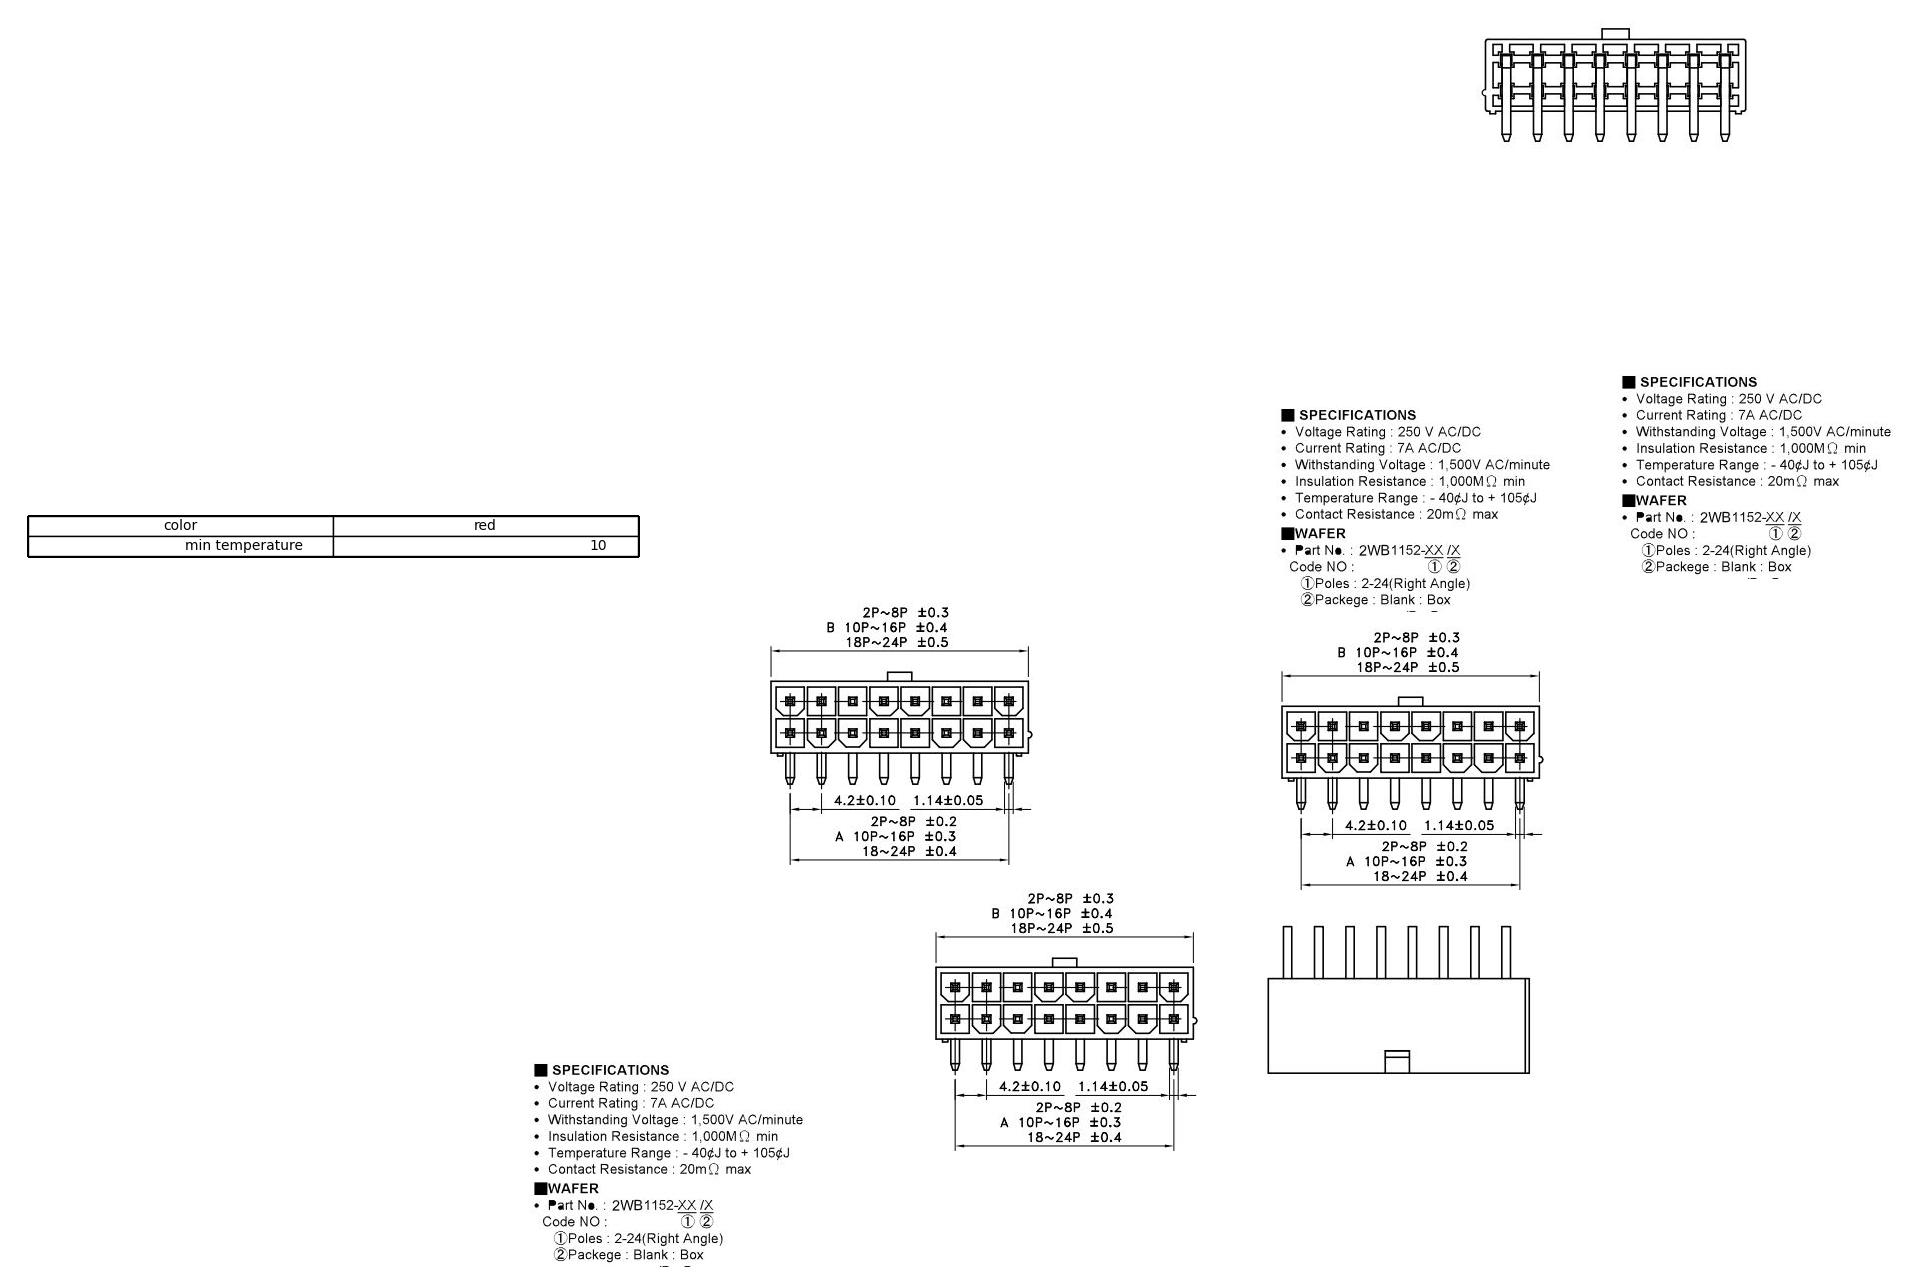 ■ SPECIFICATIONS
• Voltage Rating : 250 V AC/DC
• Current Rating : 7A AC/DC
• Withstanding Voltage : 1,500V AC/minute
• Insulation Resistance : 1,000MΩ min
• Temperature Range : - 40¢J to + 105¢J
• Contact Resistance : 20mΩ max
■WAFER
• Part No. : 2WB1152-XX /X
Code NO : ① ②
①Poles : 2-24(Right Angle)
②Packege : Blank : Box
■ SPECIFICATIONS
• Voltage Rating : 250 V AC/DC
• Current Rating : 7A AC/DC
• Withstanding Voltage : 1,500V AC/minute
• Insulation Resistance : 1,000MΩ min
• Temperature Range : - 40¢J to + 105¢J
• Contact Resistance : 20mΩ max
■WAFER
• Part No. : 2WB1152-XX /X
Code NO : ① ②
①Poles : 2-24(Right Angle)
②Packege : Blank : Box
color red
min temperature 10
2P~8P ±0.3
B 10P~16P ±0.4
18P~24P ±0.5
4.2±0.10 1.14±0.05
2P~8P ±0.2
A 10P~16P ±0.3
18~24P ±0.4
2P~8P ±0.3
B 10P~16P ±0.4
18P~24P ±0.5
4.2±0.10 1.14±0.05
2P~8P ±0.2
A 10P~16P ±0.3
18~24P ±0.4
2P~8P ±0.3
B 10P~16P ±0.4
18P~24P ±0.5
4.2±0.10 1.14±0.05
2P~8P ±0.2
A 10P~16P ±0.3
18~24P ±0.4
■ SPECIFICATIONS
• Voltage Rating : 250 V AC/DC
• Current Rating : 7A AC/DC
• Withstanding Voltage : 1,500V AC/minute
• Insulation Resistance : 1,000MΩ min
• Temperature Range : - 40¢J to + 105¢J
• Contact Resistance : 20mΩ max
■WAFER
• Part No. : 2WB1152-XX /X
Code NO : ① ②
①Poles : 2-24(Right Angle)
②Packege : Blank : Box